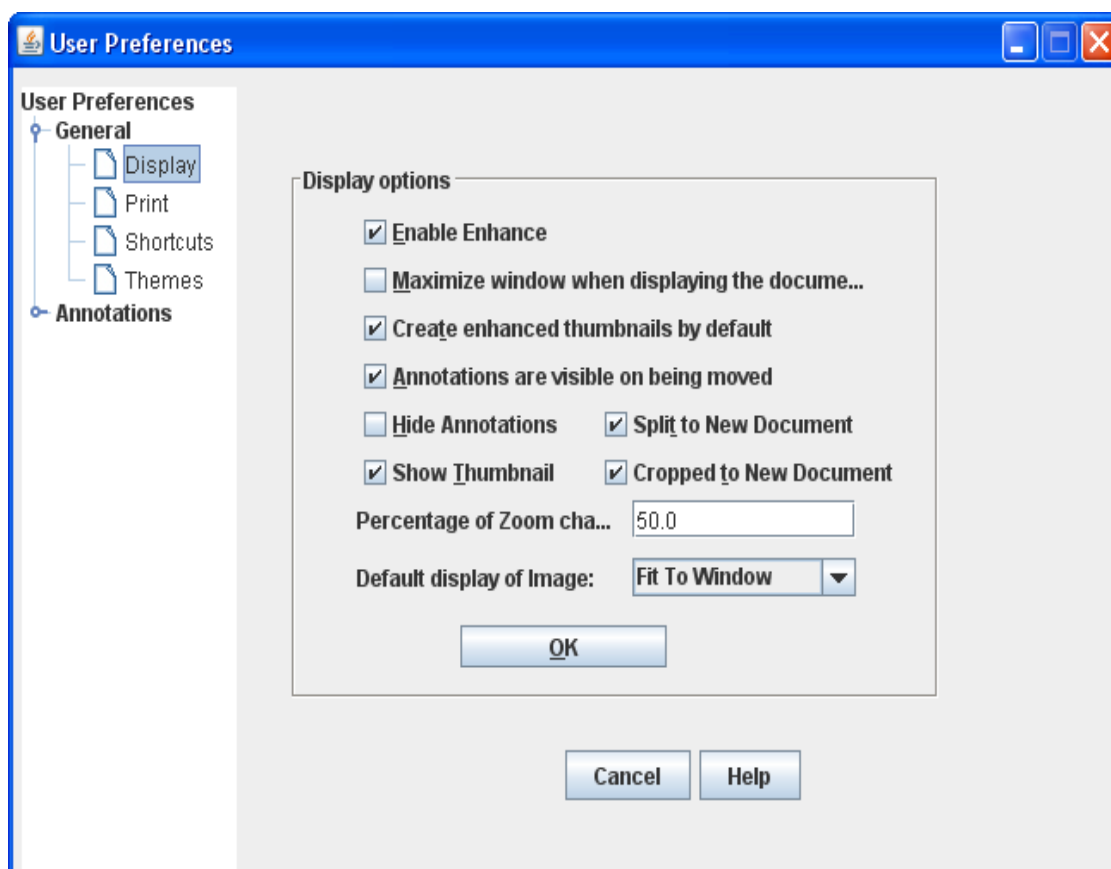 User Preferences
User Preferences
General
Display
Print
Shortcuts
Themes
Annotations
Display options
Enable Enhance
Maximize window when displaying the docume...
Create enhanced thumbnails by default
Annotations are visible on being moved
Hide Annotations Split to New Document
Show Thumbnail Cropped to New Document
Percentage of Zoom cha... 50.0
Default display of Image: Fit To Window
OK
Cancel Help